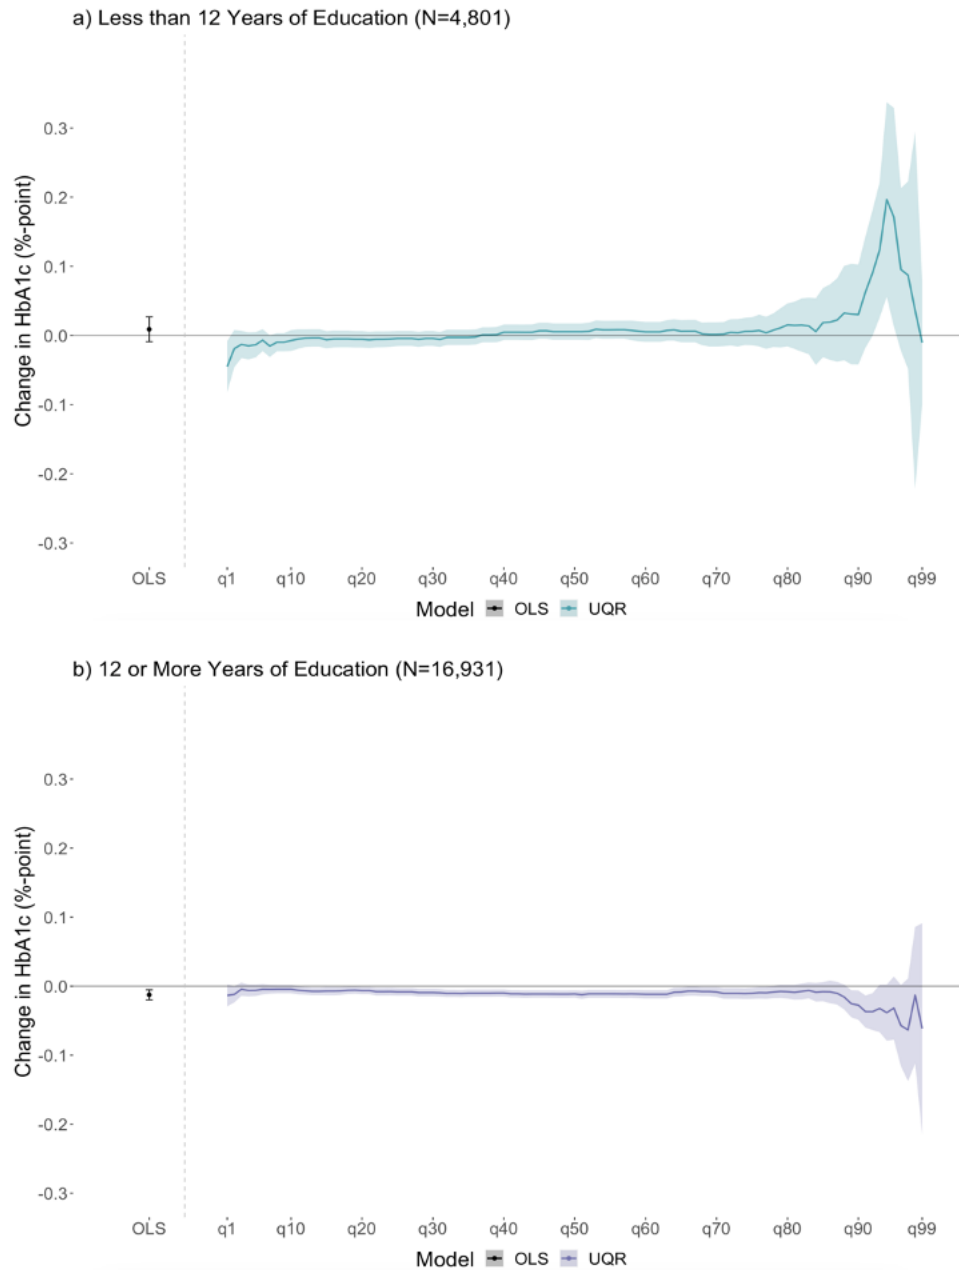 a) Less than 12 Years of Education (N=4,801)
Change in HbA1c (%-point)
0.3
0.2
0.1
0.0
-0.1
-0.2
-0.3
OLS q1 q10 q20 q30 q40 q50 q60 q70 q80 q90 q99
Model OLS UQR
b) 12 or More Years of Education (N=16,931)
Change in HbA1c (%-point)
0.3
0.2
0.1
0.0
-0.1
-0.2
-0.3
OLS q1 q10 q20 q30 q40 q50 q60 q70 q80 q90 q99
Model OLS UQR